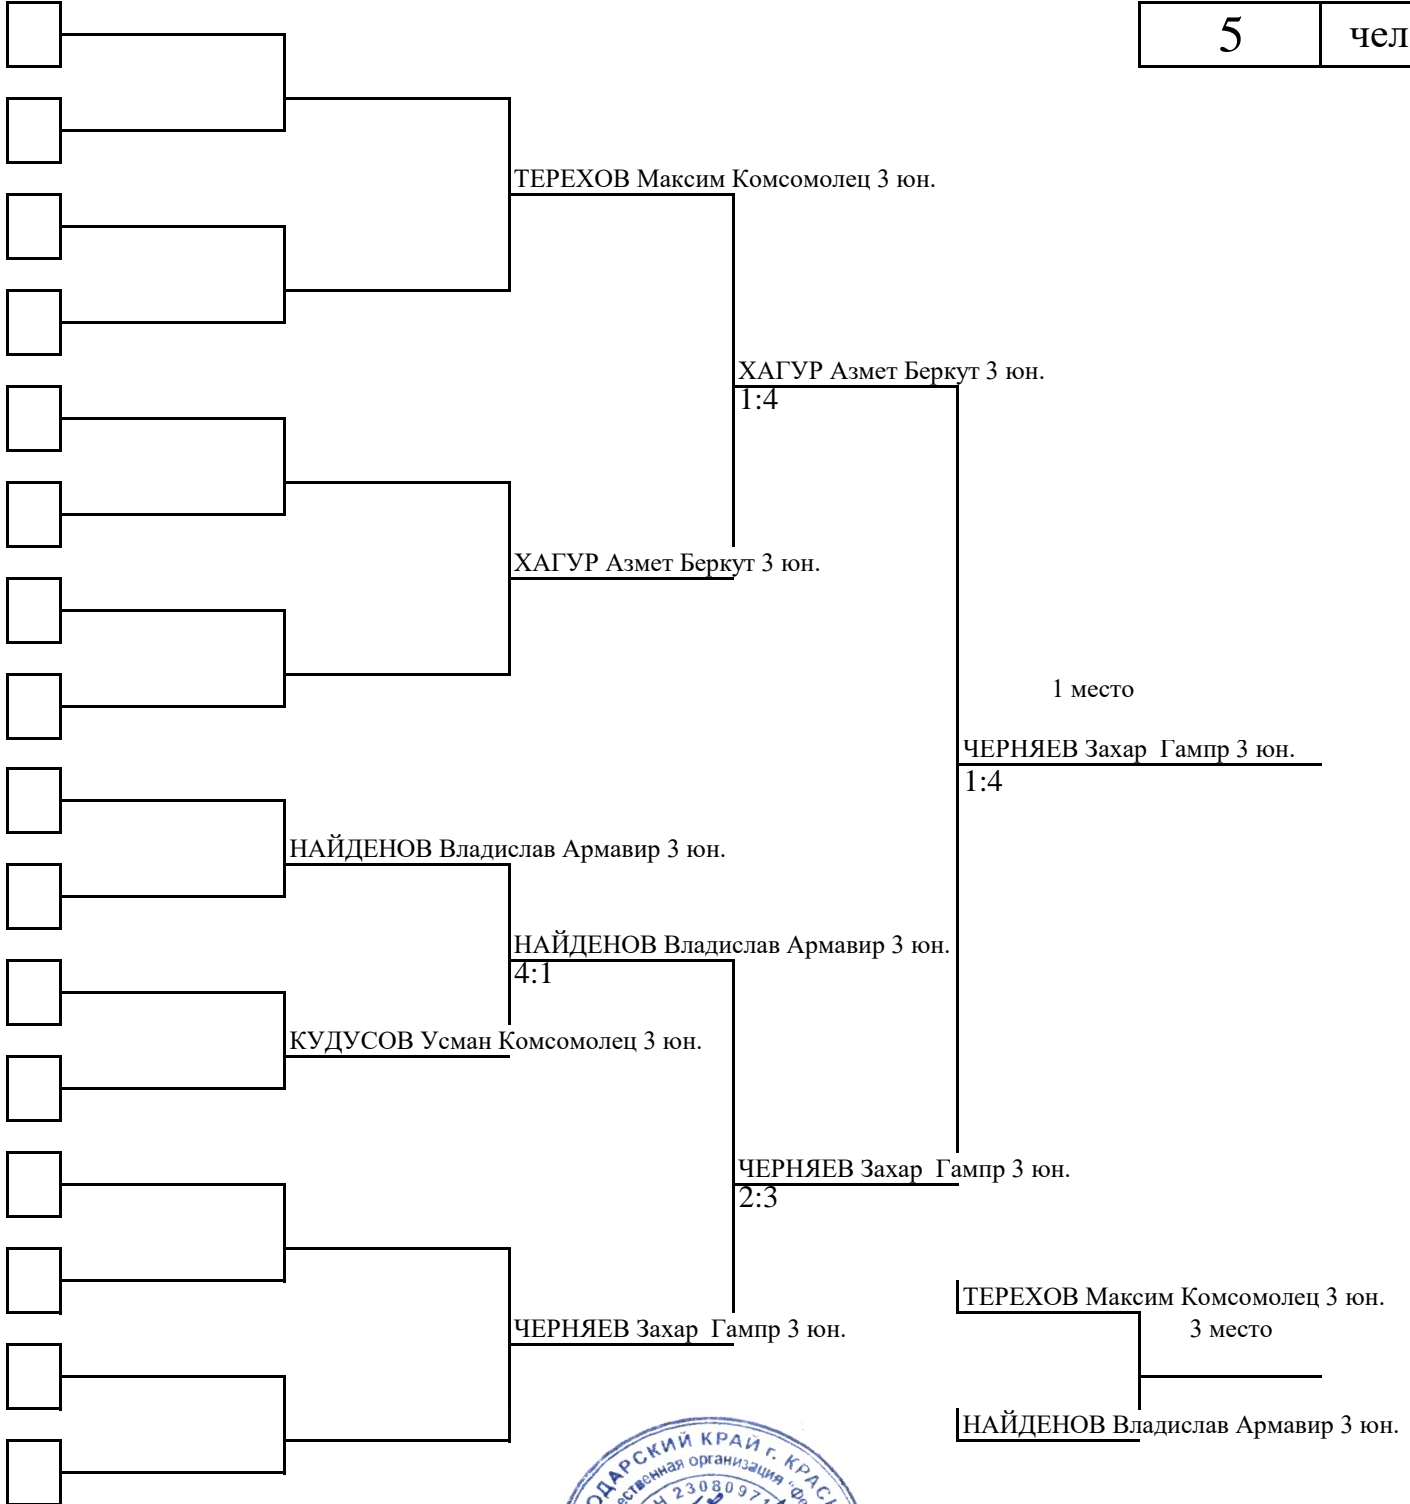 5 чел
ТЕРЕХОВ Максим Комсомолец 3 юн.
ХАГУР Азмет Беркут 3 юн.
1:4
ХАГУР Азмет Беркут 3 юн.
1 место
ЧЕРНЯЕВ Захар Гампр 3 юн.
1:4
НАЙДЕНОВ Владислав Армавир 3 юн.
НАЙДЕНОВ Владислав Армавир 3 юн.
4:1
КУДУСОВ Усман Комсомолец 3 юн.
ЧЕРНЯЕВ Захар Гампр 3 юн.
2:3
ТЕРЕХОВ Максим Комсомолец 3 юн.
3 место
ЧЕРНЯЕВ Захар Гампр 3 юн.
НАЙДЕНОВ Владислав Армавир 3 юн.
КРАЙ г.
организация